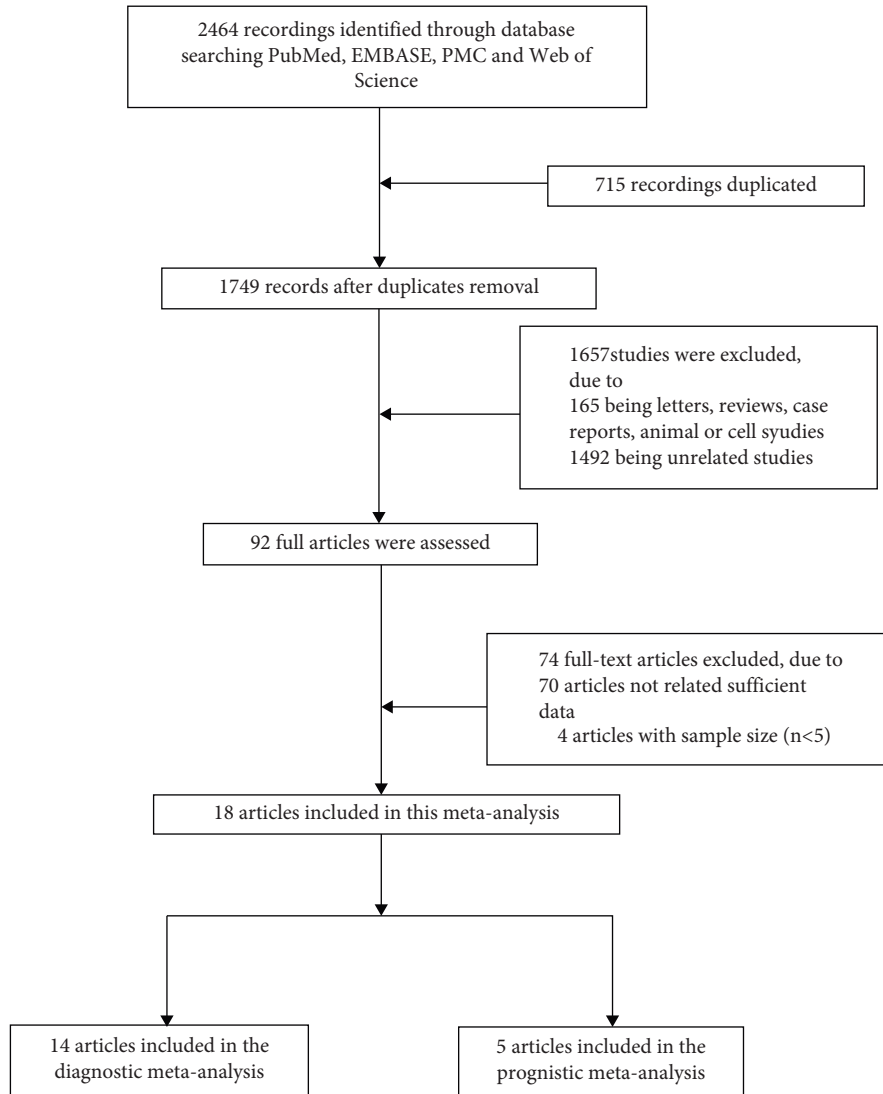 2464 recordings identified through database
searching PubMed, EMBASE, PMC and Web of
Science
715 recordings duplicated
1749 records after duplicates removal
1657studies were excluded,
due to
165 being letters, reviews, case
reports, animal or cell syudies
1492 being unrelated studies
92 full articles were assessed
74 full-text articles excluded, due to
70 articles not related sufficient
data
4 articles with sample size (n<5)
18 articles included in this meta-analysis
14 articles included in the
diagnostic meta-analysis
5 articles included in the
prognistic meta-analysis